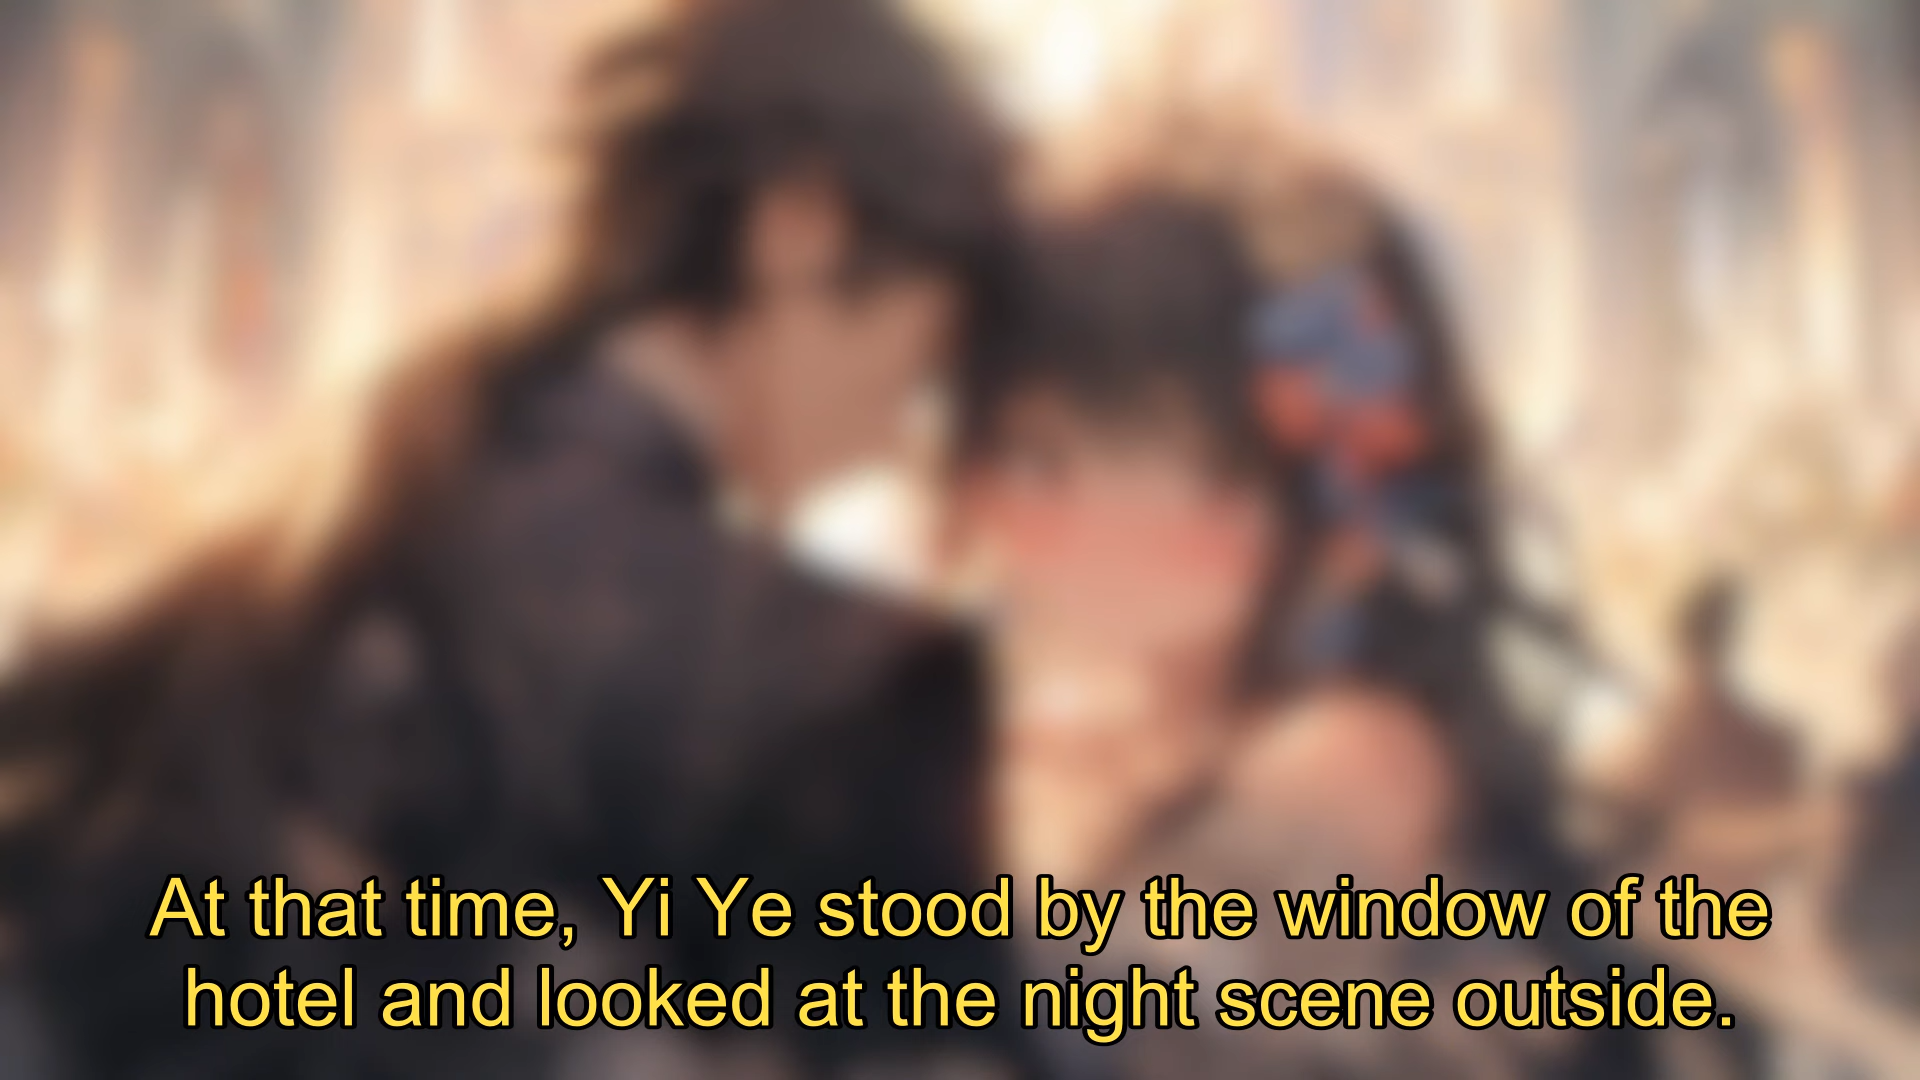 At that time, Yi Ye stood by the window of the
hotel and looked at the night scene outside.